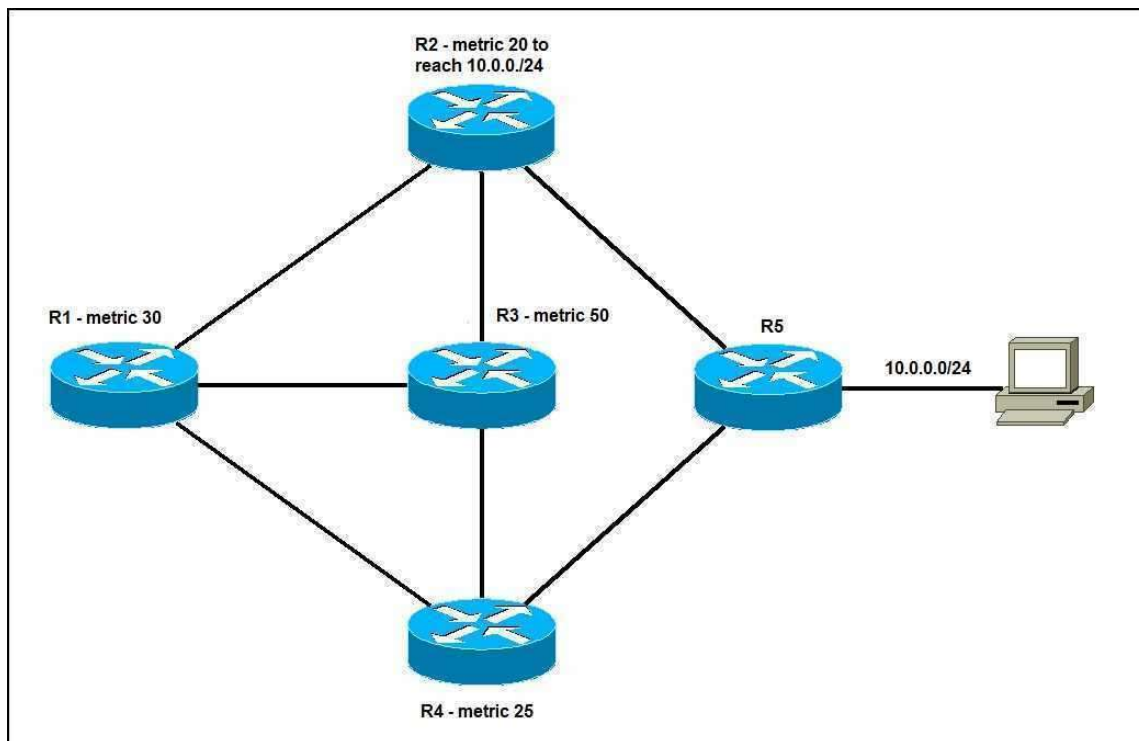 R2 - metric 20 to
reach 10.0.0./24
R1 - metric 30
R3 - metric 50
R5
10.0.0.0/24
R4 - metric 25